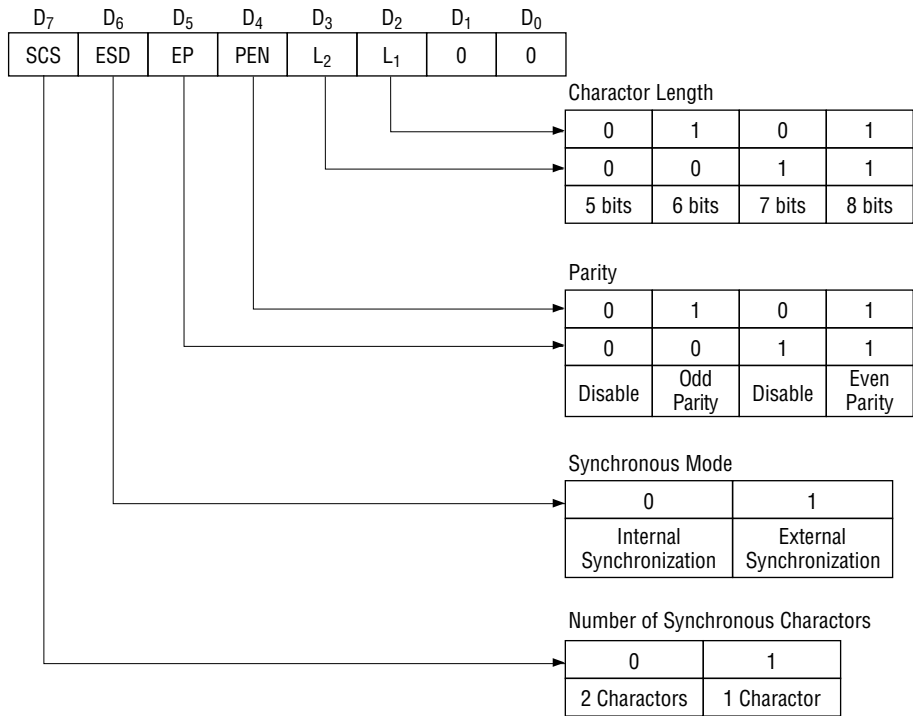 D7 D6 D5 D4 D3 D2 D1 D0
SCS ESD EP PEN L2 L1 0 0
Charactor Length
0 1 0 1
0 0 1 1
5 bits 6 bits 7 bits 8 bits
Parity
0 1 0 1
0 0 1 1
Disable Odd Parity Disable Even Parity
Synchronous Mode
0 1
Internal Synchronization External Synchronization
Number of Synchronous Charactors
0 1
2 Charactors 1 Charactor